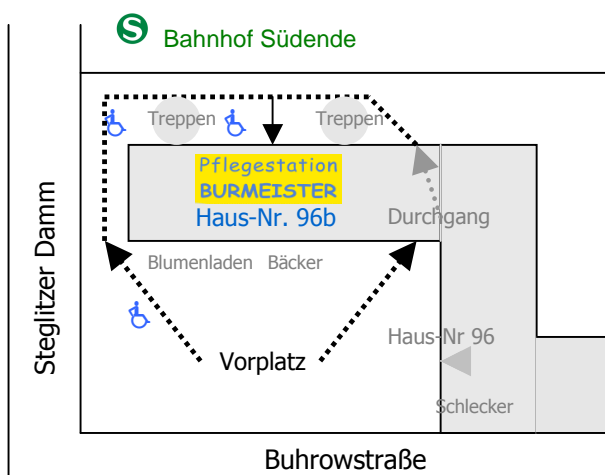 S Bahnhof Südende
Treppen
Treppen
Pflegestation
BURMEISTER
Haus-Nr. 96b
Durchgang
Blumenladen
Bäcker
Steglitzer Damm
Haus-Nr 96
Vorplatz
Schlecker
Buhrowstraße